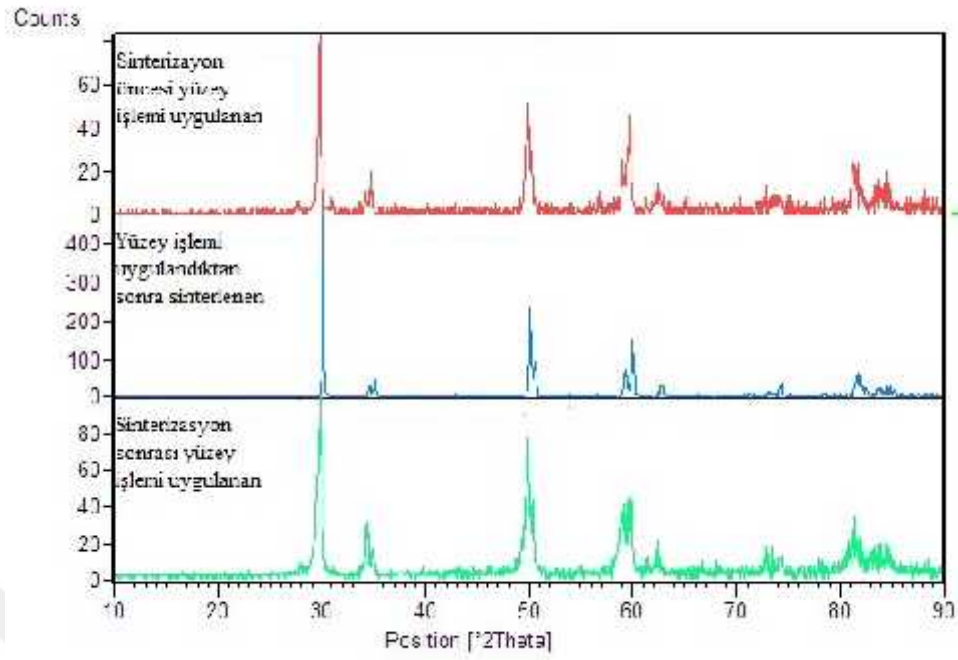 Counts
Sinterizayon
öncesi yüzey
işlemi uygulanan
60
40
20
0
Yüzey işlemi
uygulandıktan
sonra sinterlenen
400
300
200
100
0
Sinterizasyon
sonrası yüzey
işlemi uygulanan
80
60
40
20
0
10 20 30 40 50 60 70 80 90
Position [°2Theta]